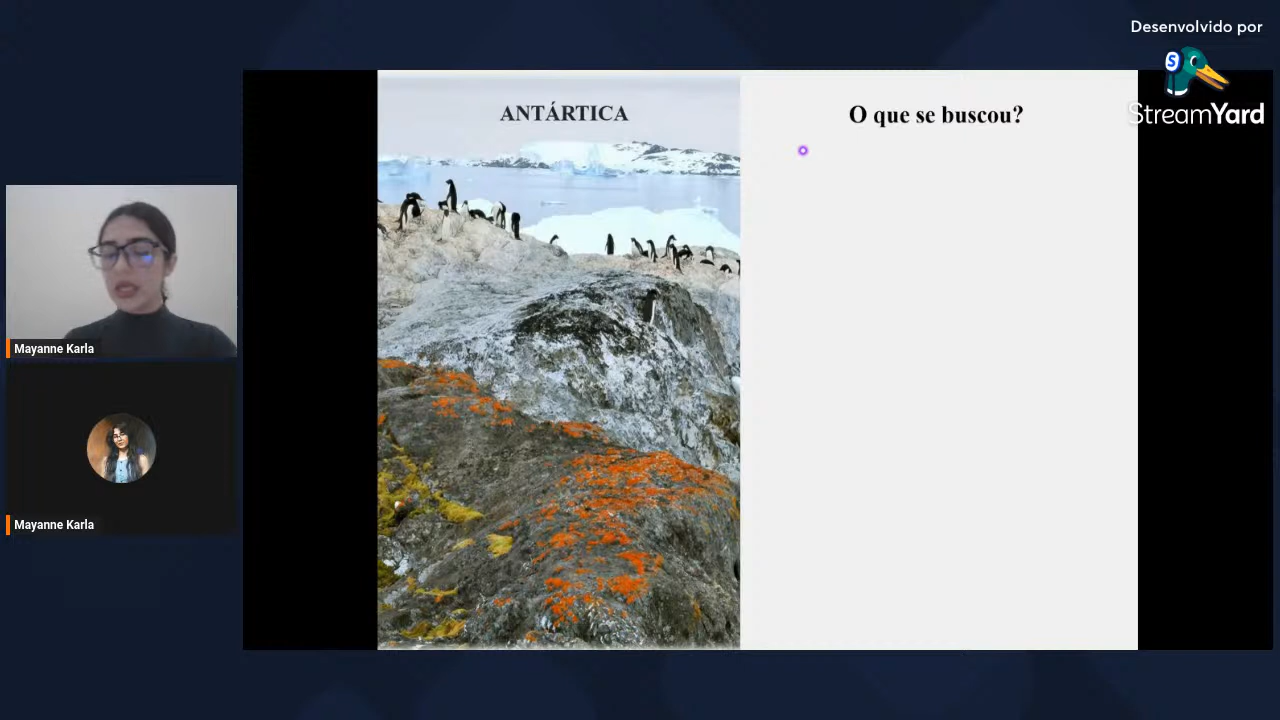 Desenvolvido por
StreamYard
ANTÁRTICA
O que se buscou?
Mayanne Karla
Mayanne Karla